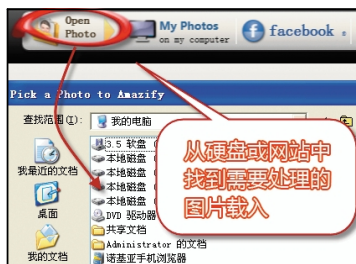 Open
Photo
My Photos
on my computer
facebook
Pick a Photo to Amazify
查找范围(I):
我的电脑
我最近的文档
桌面
我的文档
3.5 软盘 (
本地磁盘 (
本地磁盘 (
本地磁盘 (
本地磁盘 (
DVD 驱动器
共享文档
Administrator 的文档
诺基亚手机浏览器
从硬盘或网站中
找到需要处理的
图片载入